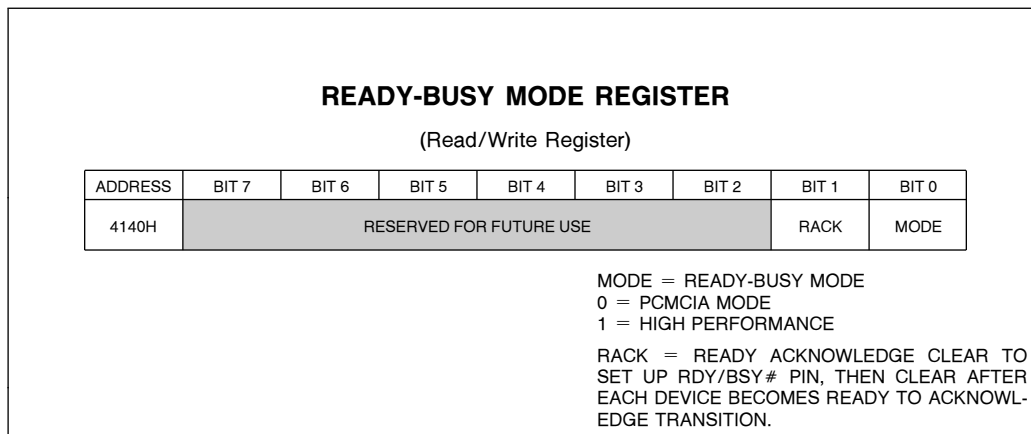 READY-BUSY MODE REGISTER
(Read/Write Register)
ADDRESS BIT 7 BIT 6 BIT 5 BIT 4 BIT 3 BIT 2 BIT 1 BIT 0
4140H RESERVED FOR FUTURE USE RACK MODE
MODE = READY-BUSY MODE
0 = PCMCIA MODE
1 = HIGH PERFORMANCE
RACK = READY ACKNOWLEDGE CLEAR TO
SET UP RDY/BSY# PIN, THEN CLEAR AFTER
EACH DEVICE BECOMES READY TO ACKNOWL-
EDGE TRANSITION.